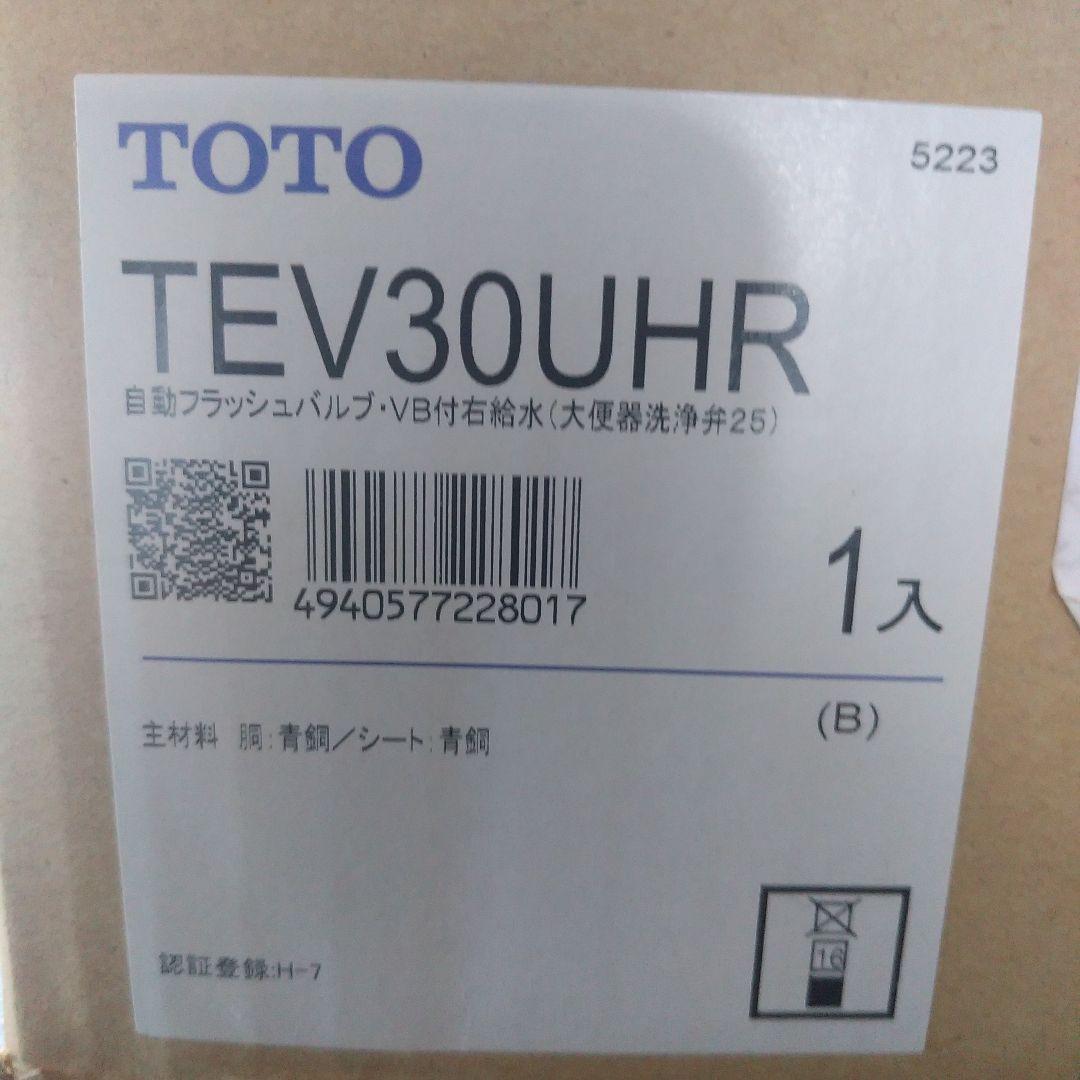 TOTO
5223
TEV30UHR
自動フラッシュバルブ・VB付右給水(大便器洗浄弁25)
4940577228017
1入
(B)
主材料 胴:青銅/シート:青銅
認証登録:H-7
16